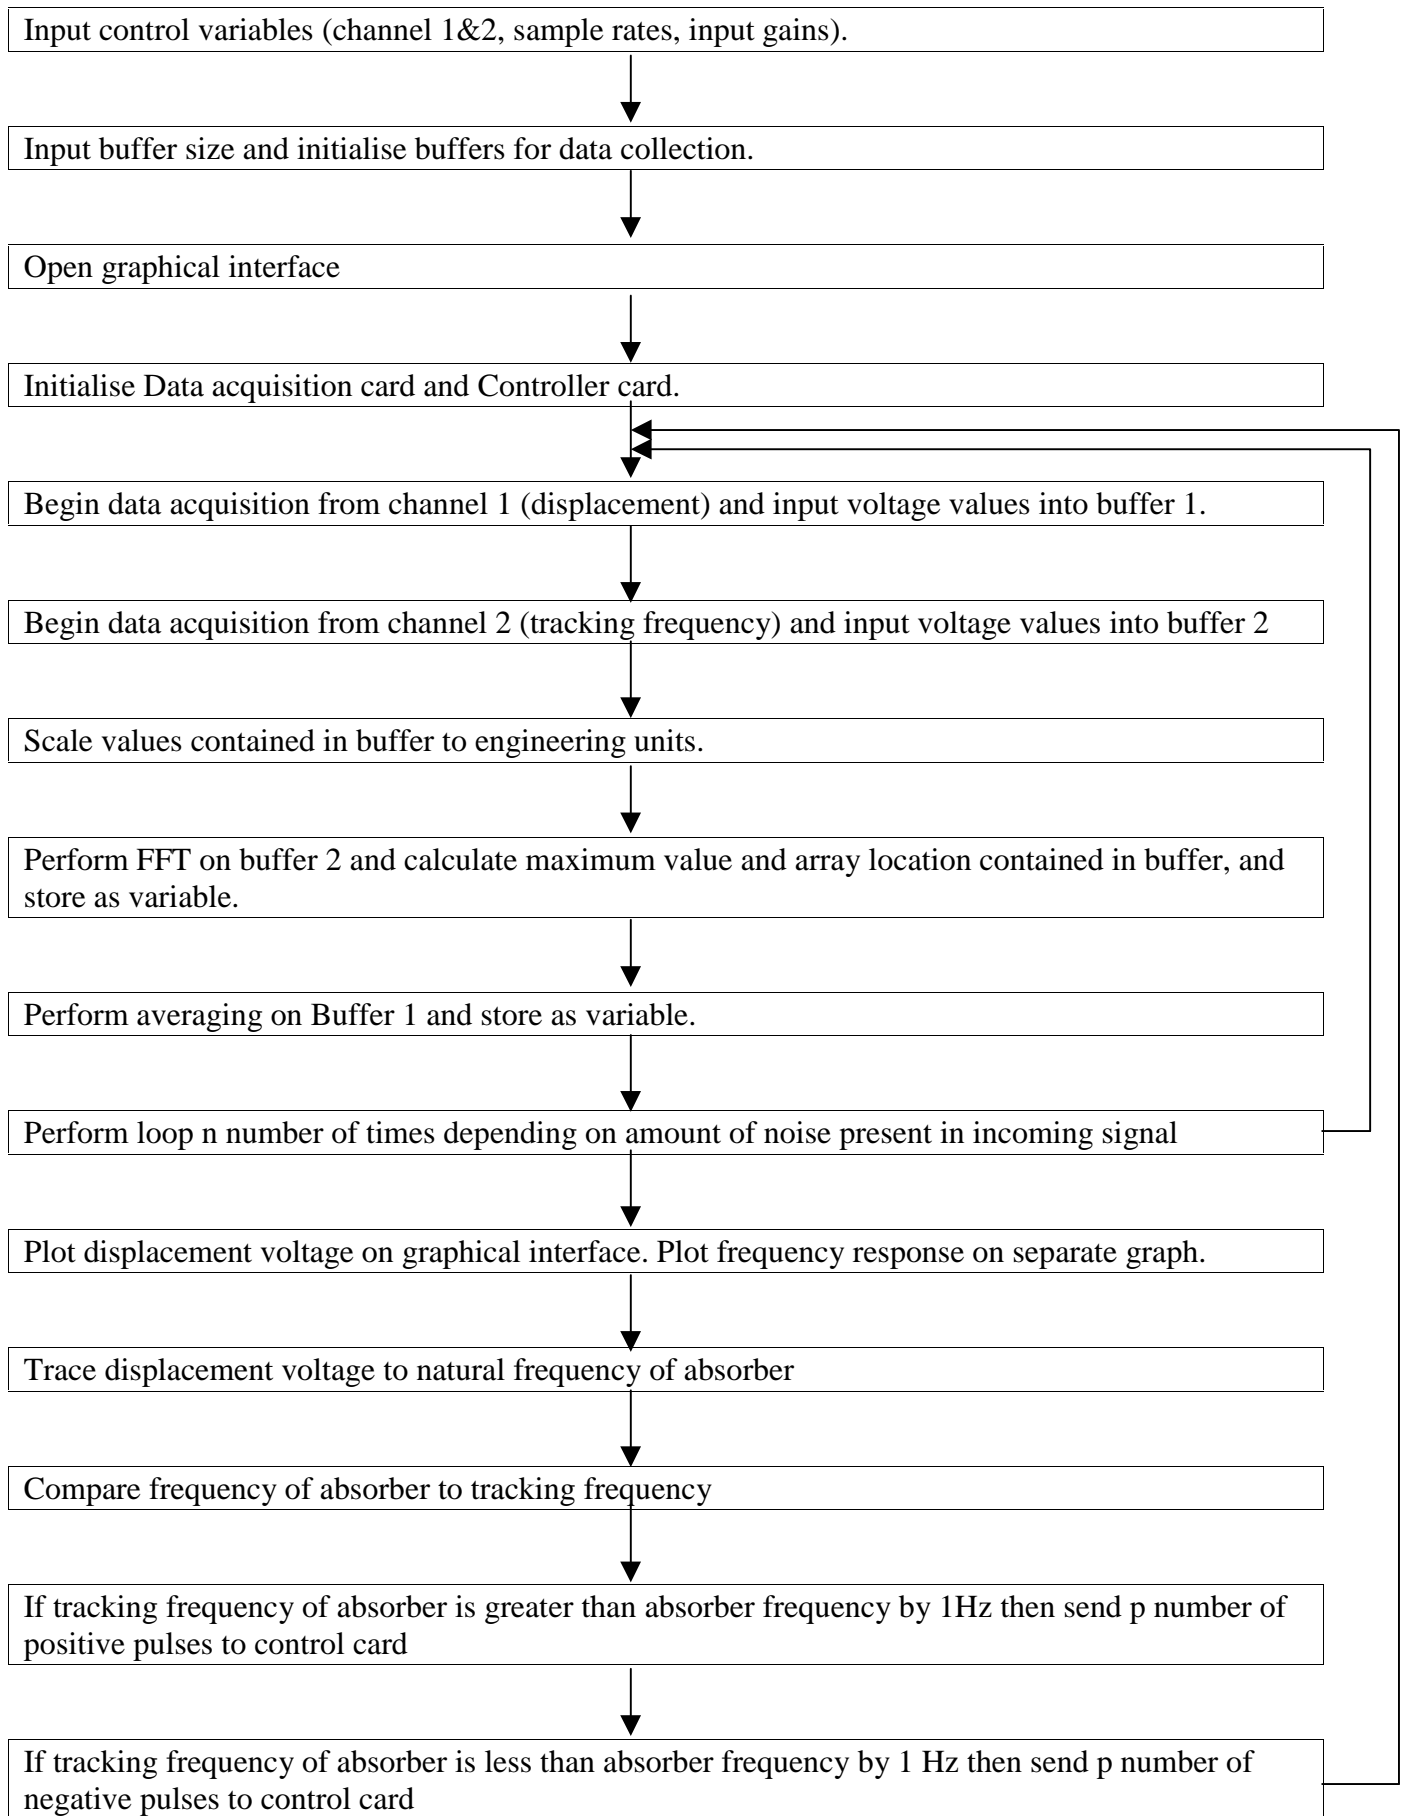 Input control variables (channel 1&2, sample rates, input gains).
Input buffer size and initialise buffers for data collection.
Open graphical interface
Initialise Data acquisition card and Controller card.
Begin data acquisition from channel 1 (displacement) and input voltage values into buffer 1.
Begin data acquisition from channel 2 (tracking frequency) and input voltage values into buffer 2
Scale values contained in buffer to engineering units.
Perform FFT on buffer 2 and calculate maximum value and array location contained in buffer, and
store as variable.
Perform averaging on Buffer 1 and store as variable.
Perform loop n number of times depending on amount of noise present in incoming signal
Plot displacement voltage on graphical interface. Plot frequency response on separate graph.
Trace displacement voltage to natural frequency of absorber
Compare frequency of absorber to tracking frequency
If tracking frequency of absorber is greater than absorber frequency by 1Hz then send p number of
positive pulses to control card
If tracking frequency of absorber is less than absorber frequency by 1 Hz then send p number of
negative pulses to control card